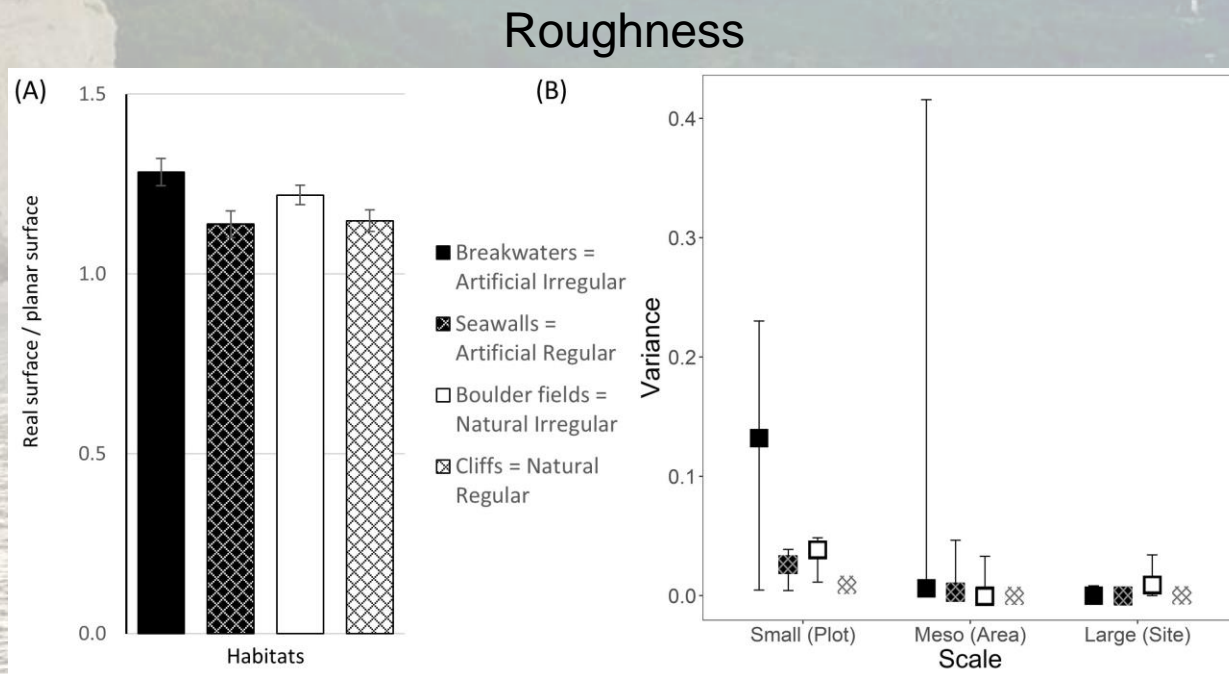 Roughness
(A)
1.5
1.0
0.5
0.0
Real surface / planar surface
Habitats
Breakwaters =
Artificial Irregular
Seawalls =
Artificial Regular
Boulder fields =
Natural Irregular
Cliffs = Natural
Regular
(B)
0.4
0.3
0.2
0.1
0.0
Variance
Small (Plot)
Meso (Area)
Large (Site)
Scale